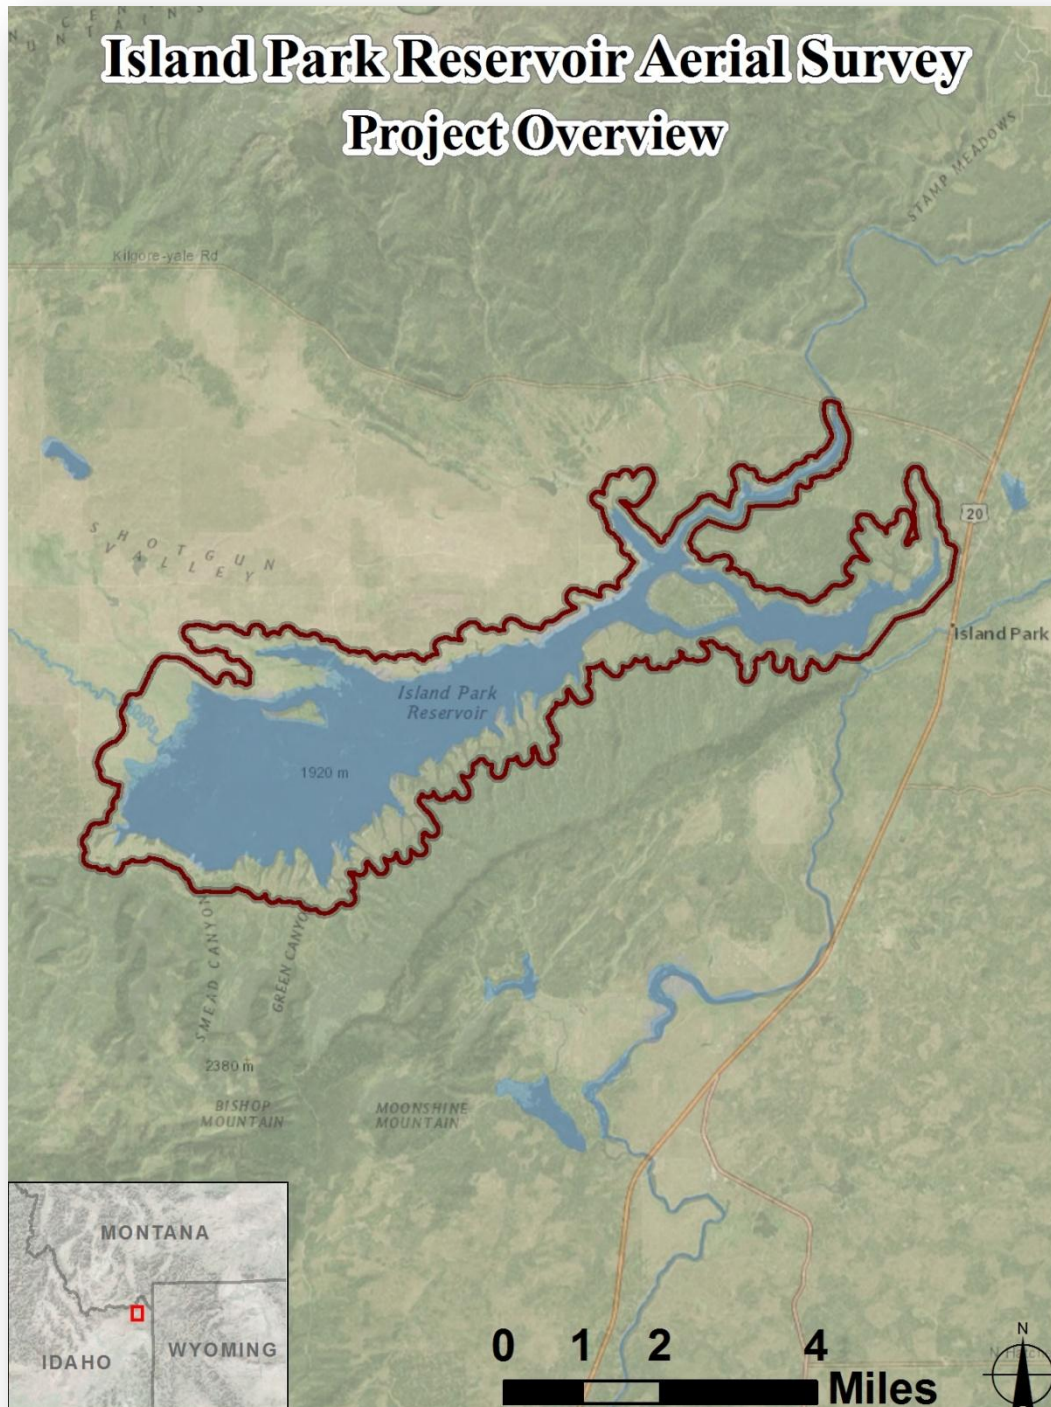 Island Park Reservoir Aerial Survey
Project Overview
STAMP MEADOWS
Kilgore-yale Rd
20
SHOTGUN
VALLEY
Island Park
Island Park
Reservoir
1920 m
SMEAD CANYON
GREEN CANYON
2380 m
BISHOP
MOUNTAIN
MOONSHINE
MOUNTAIN
MONTANA
IDAHO
WYOMING
0 1 2 4
Miles
N